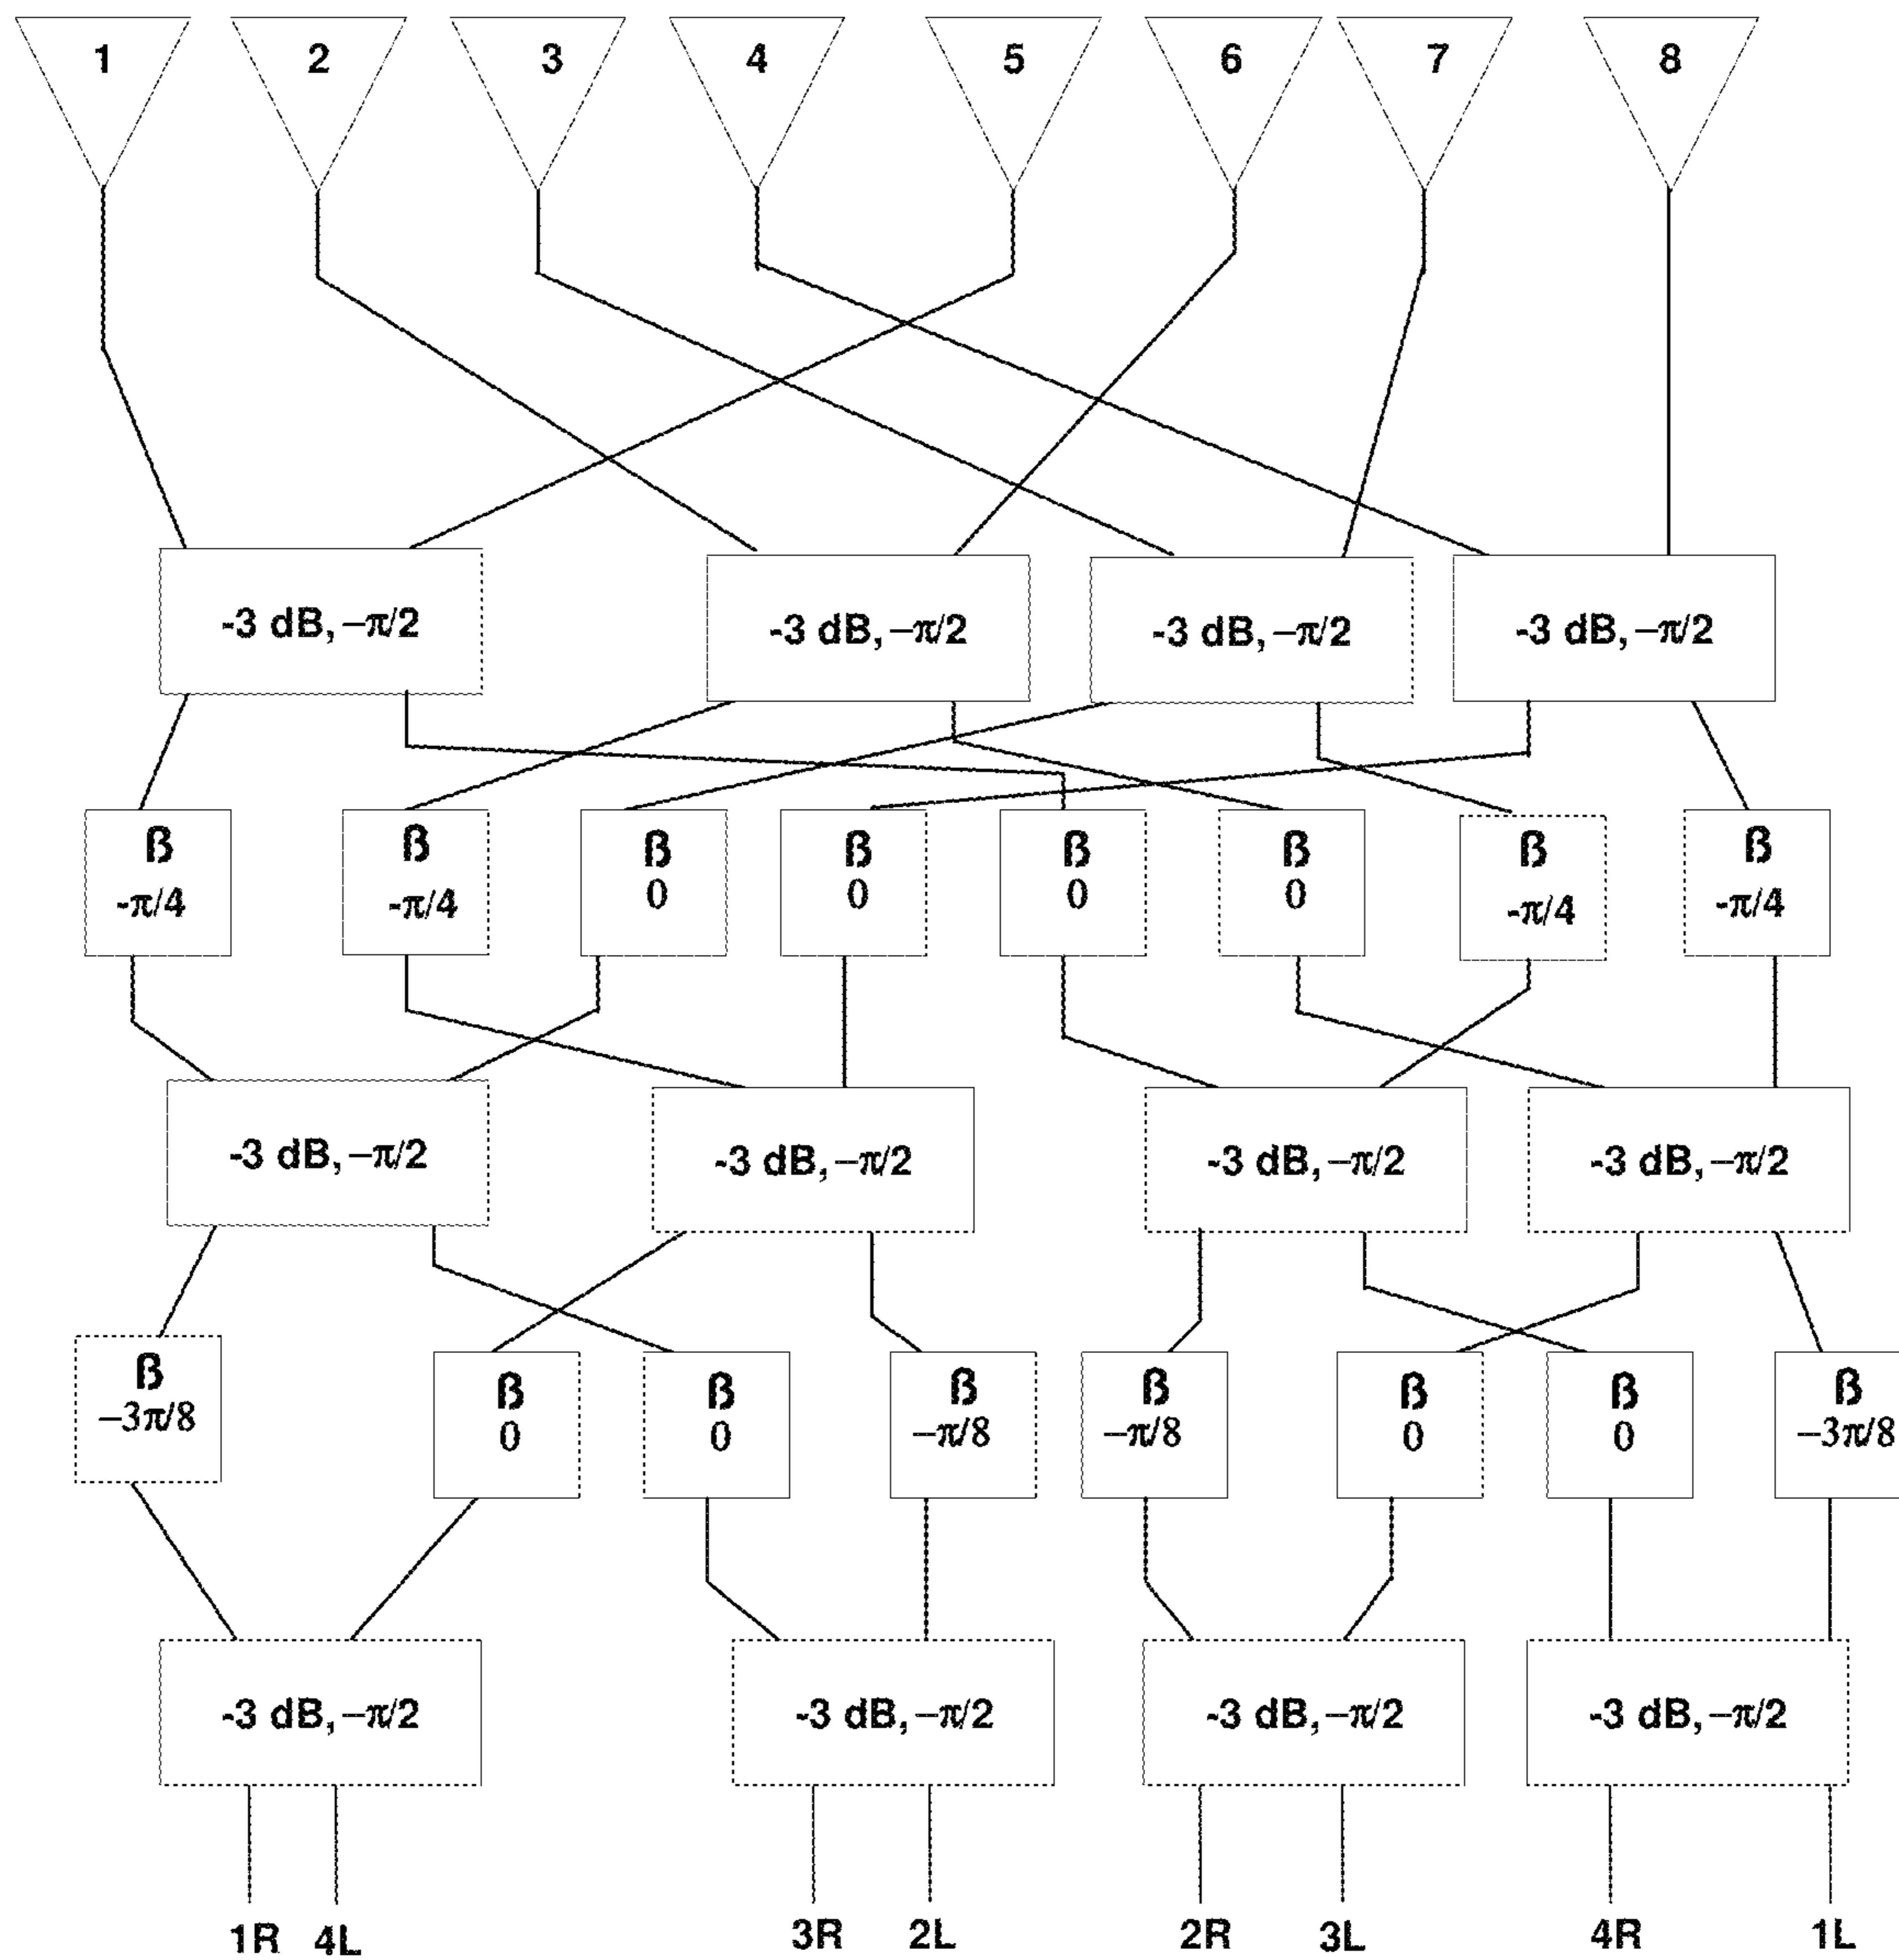 1 2 3 4 5 6 7 8
-3 dB, –π/2 -3 dB, –π/2 -3 dB, –π/2 -3 dB, –π/2
ß ß ß ß ß ß ß ß
-π/4 -π/4 0 0 0 0 -π/4 -π/4
-3 dB, –π/2 -3 dB, –π/2 -3 dB, –π/2 -3 dB, –π/2
ß ß ß ß ß ß ß ß
–3π/8 0 0 –π/8 –π/8 0 0 –3π/8
-3 dB, –π/2 -3 dB, –π/2 -3 dB, –π/2 -3 dB, –π/2
1R 4L 3R 2L 2R 3L 4R 1L